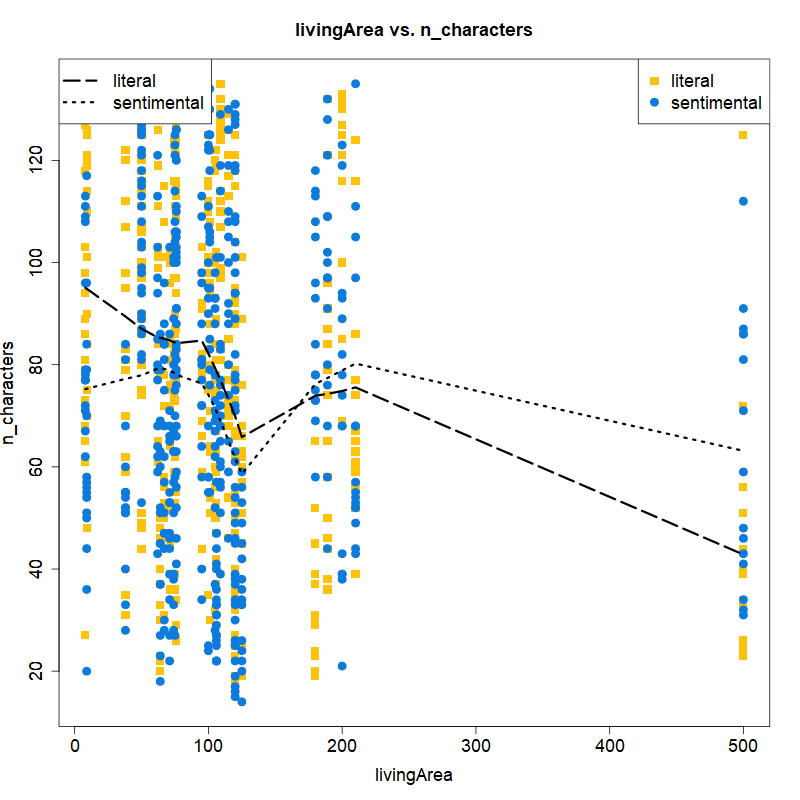 livingArea vs. n_characters
literal
sentimental
literal
sentimental
n_characters
120
100
80
60
40
20
0
100
200
300
400
500
livingArea